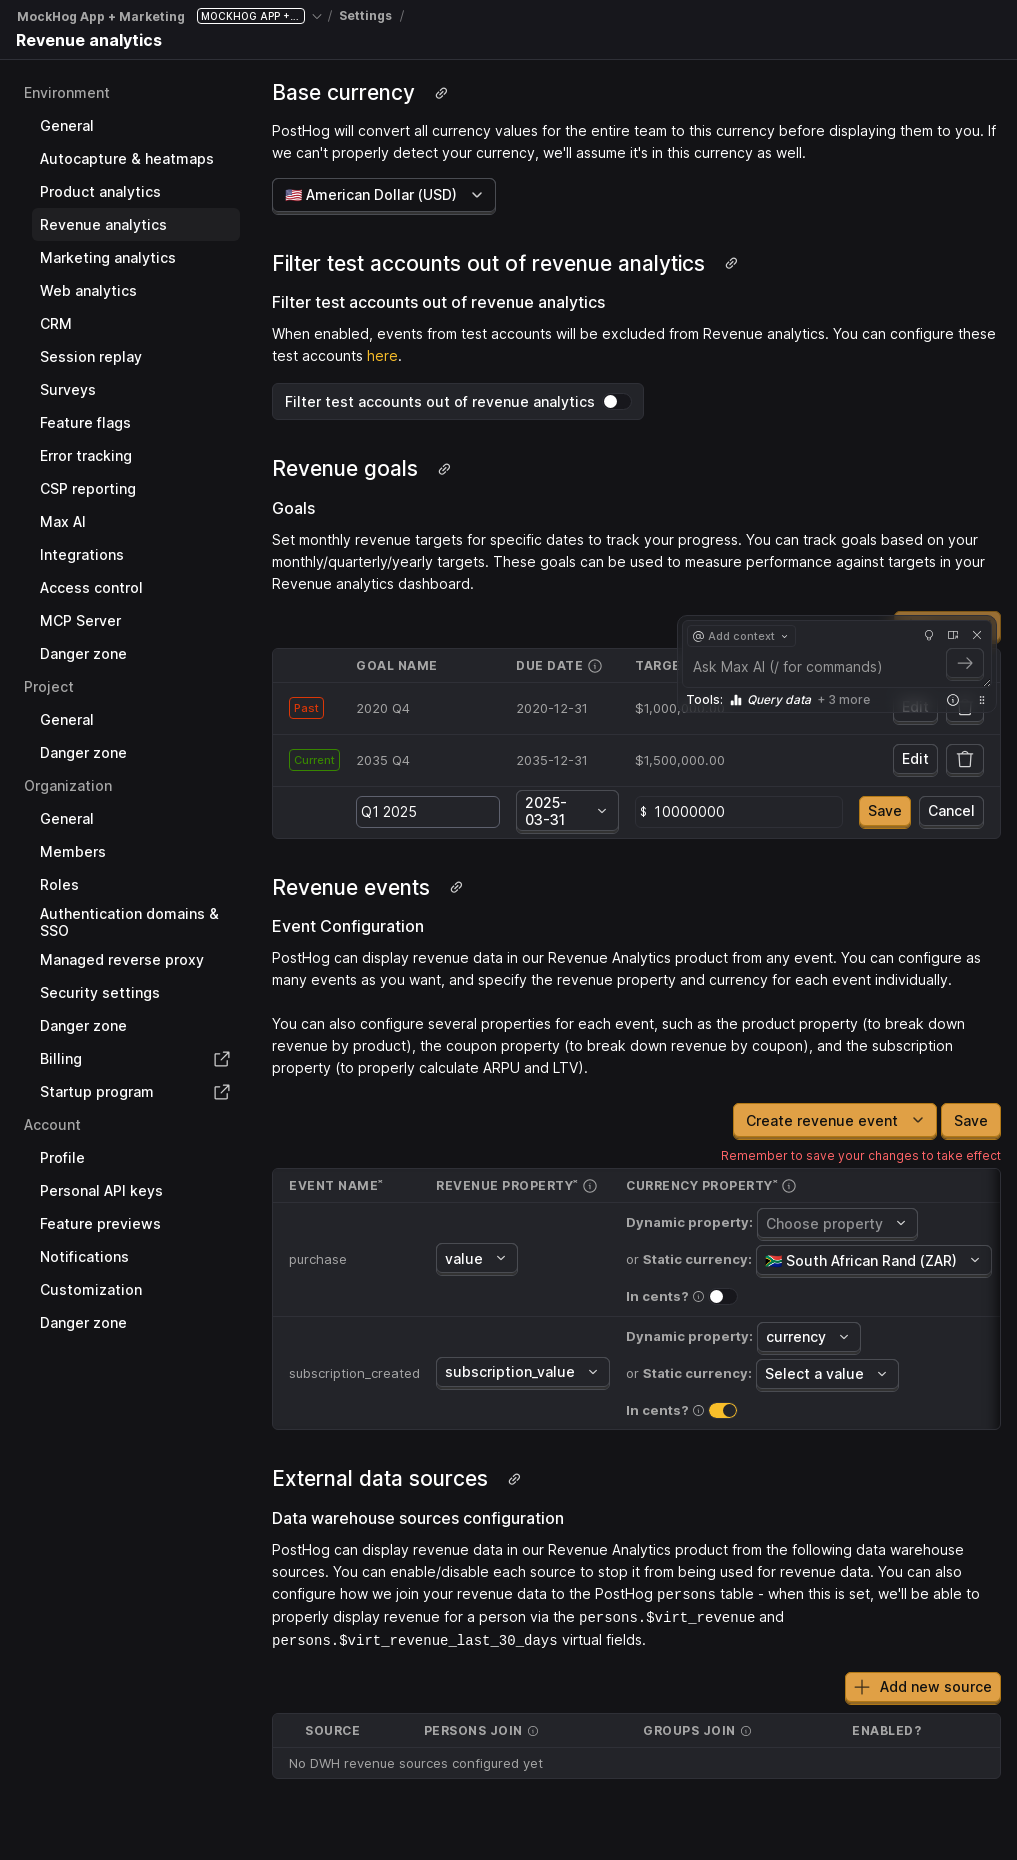 MockHog App + Marketing MOCKHOG APP +... / Settings /
Revenue analytics
Environment
General
Autocapture & heatmaps
Product analytics
Revenue analytics
Marketing analytics
Web analytics
CRM
Session replay
Surveys
Feature flags
Error tracking
CSP reporting
Max AI
Integrations
Access control
MCP Server
Danger zone
Project
General
Danger zone
Organization
General
Members
Roles
Authentication domains &
SSO
Managed reverse proxy
Security settings
Danger zone
Billing
Startup program
Account
Profile
Personal API keys
Feature previews
Notifications
Customization
Danger zone
Base currency
PostHog will convert all currency values for the entire team to this currency before displaying them to you. If
we can't properly detect your currency, we'll assume it's in this currency as well.
American Dollar (USD)
Filter test accounts out of revenue analytics
Filter test accounts out of revenue analytics
When enabled, events from test accounts will be excluded from Revenue analytics. You can configure these
test accounts here.
Filter test accounts out of revenue analytics
Revenue goals
Goals
Set monthly revenue targets for specific dates to track your progress. You can track goals based on your
monthly/quarterly/yearly targets. These goals can be used to measure performance against targets in your
Revenue analytics dashboard.
@ Add context
Ask Max AI (/ for commands)
Tools: Query data + 3 more
GOAL NAME DUE DATE TARGE
Past 2020 Q4 2020-12-31 $1,000,000.00 Edit
Current 2035 Q4 2035-12-31 $1,500,000.00 Edit
Q1 2025 2025-
03-31 $ 10000000 Save Cancel
Revenue events
Event Configuration
PostHog can display revenue data in our Revenue Analytics product from any event. You can configure as
many events as you want, and specify the revenue property and currency for each event individually.
You can also configure several properties for each event, such as the product property (to break down
revenue by product), the coupon property (to break down revenue by coupon), and the subscription
property (to properly calculate ARPU and LTV).
Create revenue event Save
Remember to save your changes to take effect
EVENT NAME* REVENUE PROPERTY* CURRENCY PROPERTY*
Dynamic property: Choose property
purchase value or Static currency: South African Rand (ZAR)
In cents?
Dynamic property: currency
subscription_created subscription_value or Static currency: Select a value
In cents?
External data sources
Data warehouse sources configuration
PostHog can display revenue data in our Revenue Analytics product from the following data warehouse
sources. You can enable/disable each source to stop it from being used for revenue data. You can also
configure how we join your revenue data to the PostHog persons table - when this is set, we'll be able to
properly display revenue for a person via the persons.$virt_revenue and
persons.$virt_revenue_last_30_days virtual fields.
Add new source
SOURCE PERSONS JOIN GROUPS JOIN ENABLED?
No DWH revenue sources configured yet